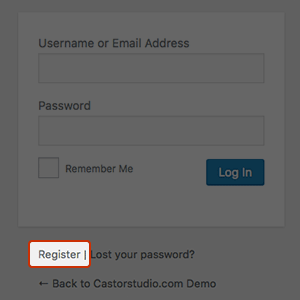 Username or Email Address
Password
Remember Me
Log In
Register | Lost your password?
← Back to Castorstudio.com Demo